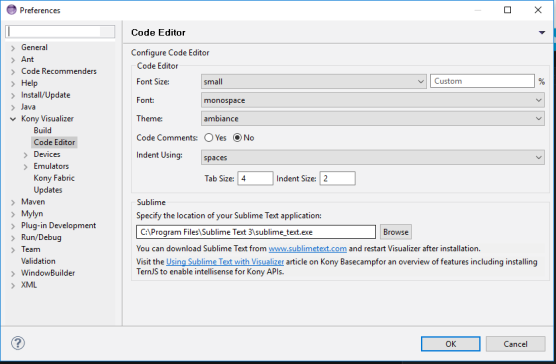 Preferences
General
Ant
Code Recommenders
Help
Install/Update
Java
Kony Visualizer
Build
Code Editor
Devices
Emulators
Kony Fabric
Updates
Maven
Mylyn
Plug-in Development
Run/Debug
Team
Validation
WindowBuilder
XML
Code Editor
Configure Code Editor
Code Editor
Font Size: small Custom %
Font: monospace
Theme: ambiance
Code Comments: Yes No
Indent Using: spaces
Tab Size: 4 Indent Size: 2
Sublime
Specify the location of your Sublime Text application:
C:\Program Files\Sublime Text 3\sublime_text.exe Browse
You can download Sublime Text from www.sublimetext.com and restart Visualizer after installation.
Visit the Using Sublime Text with Visualizer article on Kony Basecampfor an overview of features including installing
TernJS to enable intellisense for Kony APIs.
? OK Cancel